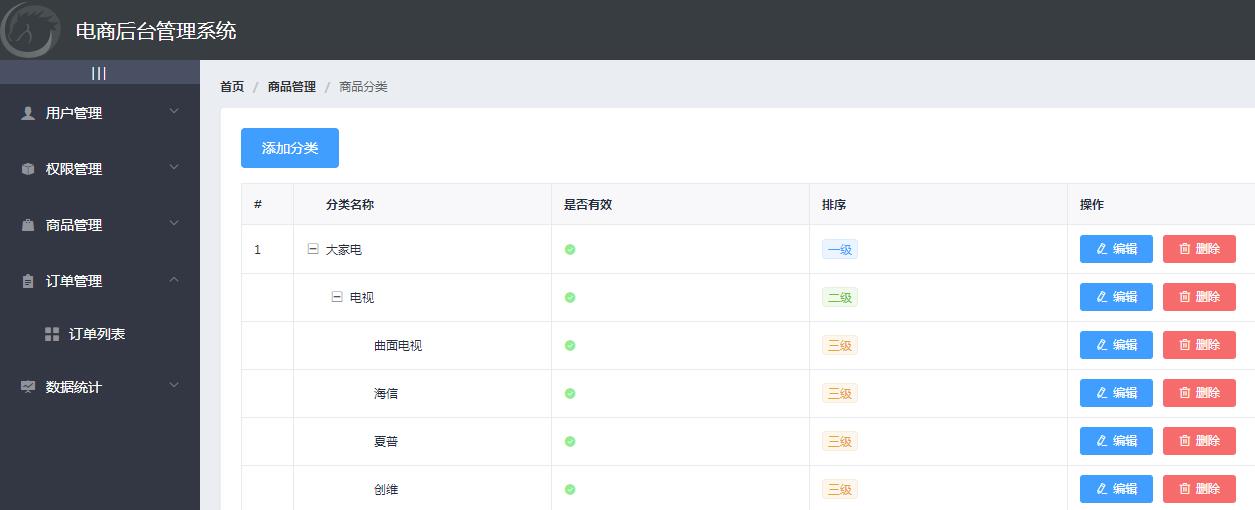 电商后台管理系统
|||
用户管理
权限管理
商品管理
订单管理
订单列表
数据统计
首页 / 商品管理 / 商品分类
添加分类
# 分类名称 是否有效 排序 操作
1 大家电 一级 编辑 删除
电视 二级 编辑 删除
曲面电视 三级 编辑 删除
海信 三级 编辑 删除
夏普 三级 编辑 删除
创维 三级 编辑 删除